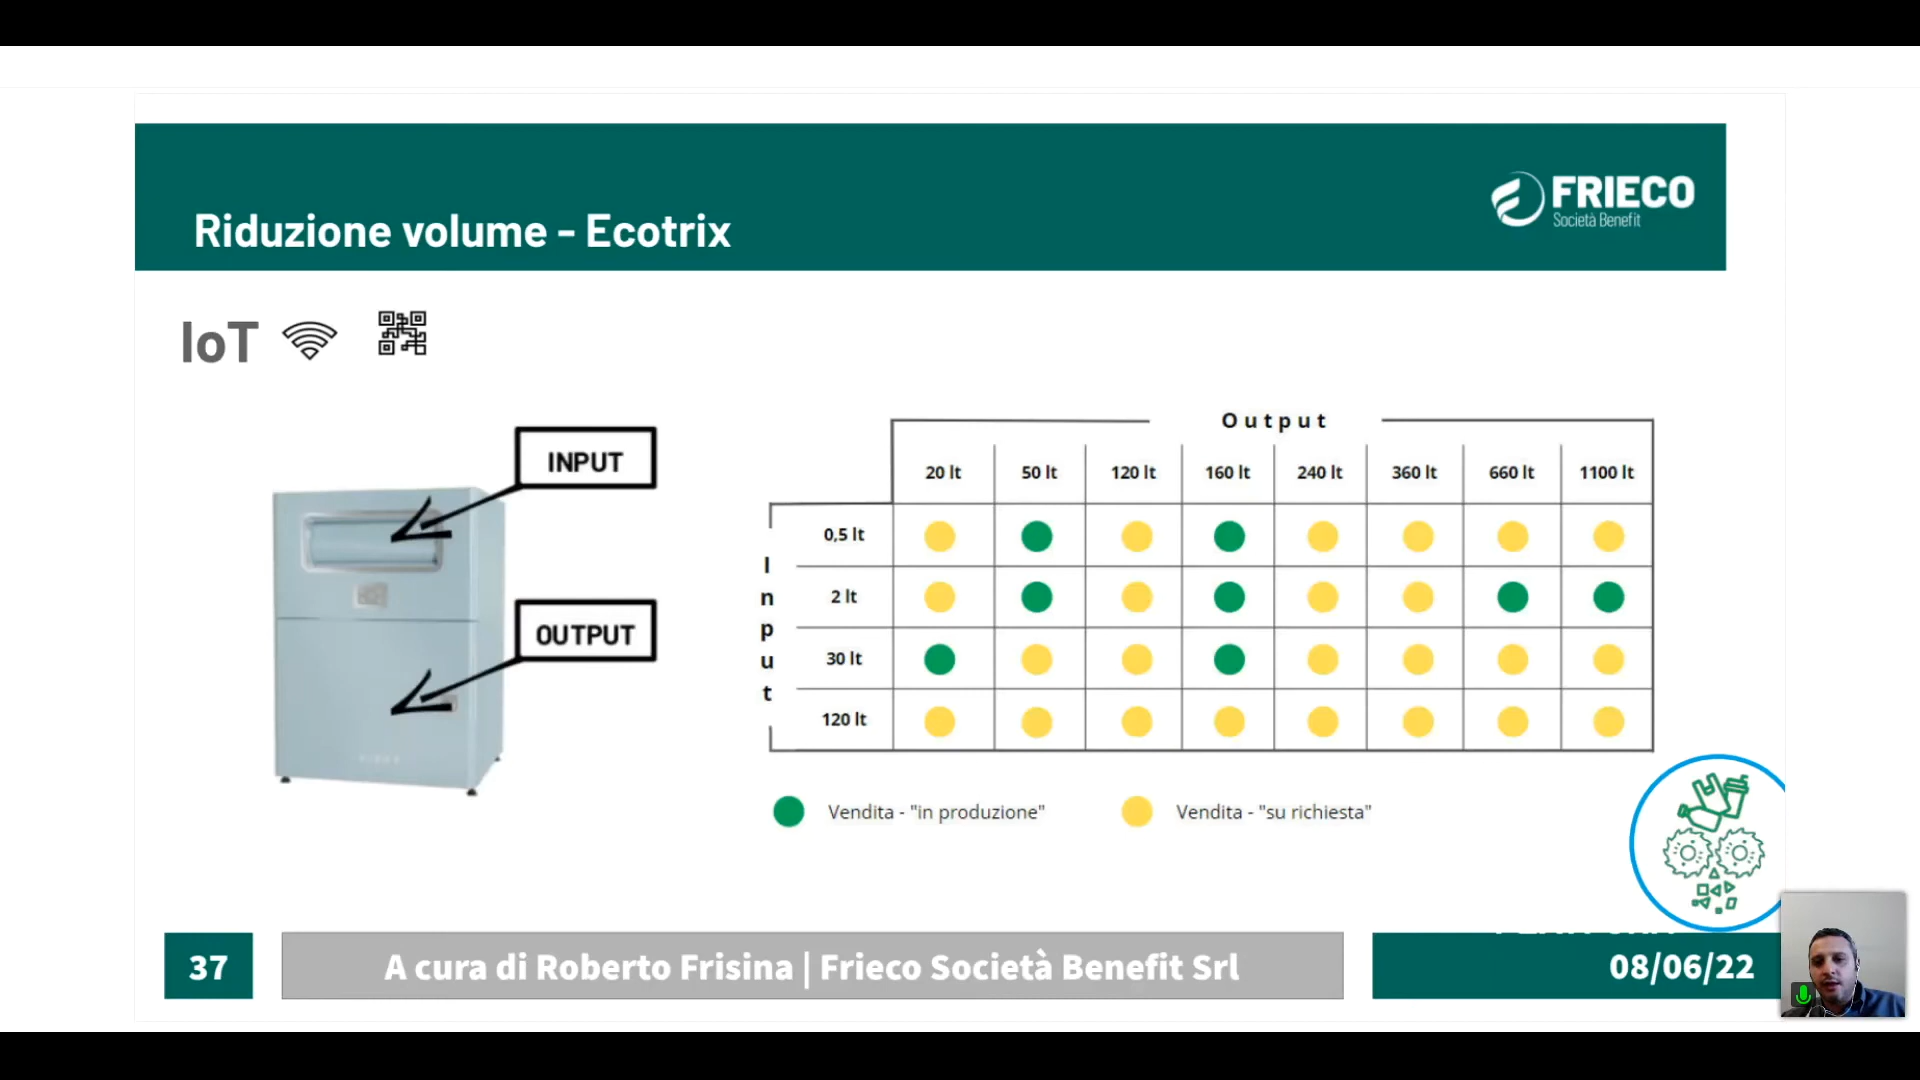 Riduzione volume - Ecotrix
FRIECO
Società Benefit
IoT
INPUT
OUTPUT
Output
20 lt 50 lt 120 lt 160 lt 240 lt 360 lt 660 lt 1100 lt
Input
0,5 lt
2 lt
30 lt
120 lt
Vendita - "in produzione" Vendita - "su richiesta"
37 A cura di Roberto Frisina | Frieco Società Benefit Srl 08/06/22